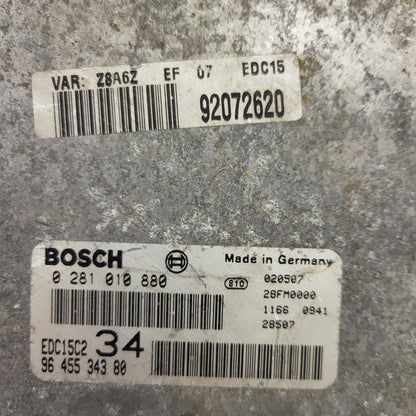 VAR: Z8A6Z EF 07 EDC15
92072620
BOSCH Made in Germany
0 281 010 880 810 020507
28FM0000
1166 0941
28507
EDC15C2 34
96 455 343 80